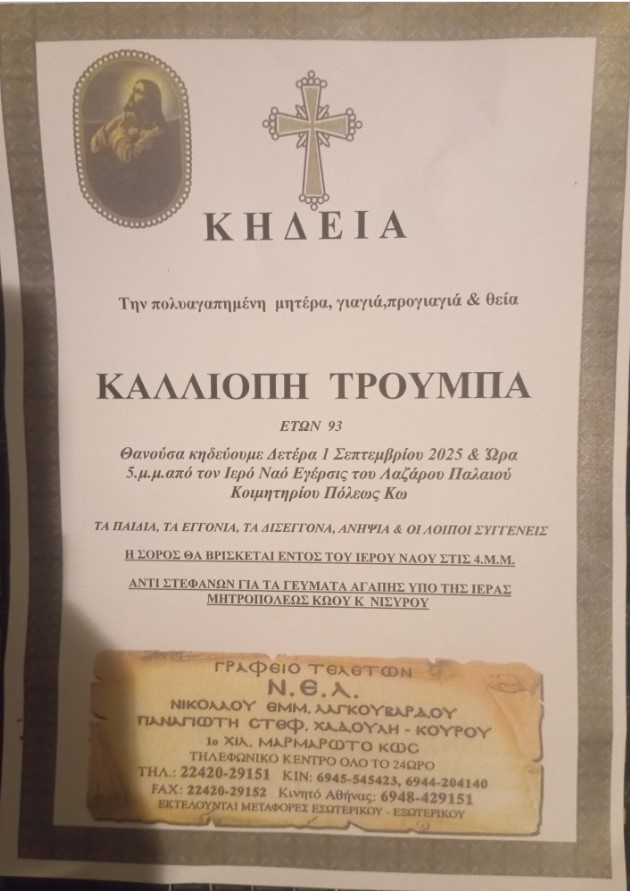 ΚΗΔΕΙΑ
Την πολυαγαπημένη μητέρα, γιαγιά,προγιαγιά & θεία
ΚΑΛΛΙΟΠΗ ΤΡΟΥΜΠΑ
ΕΤΩΝ 93
Θανούσα κηδεύουμε Δετέρα 1 Σεπτεμβρίου 2025 & Ώρα
5.μ.μ.από τον Ιερό Ναό Εγέρσις του Λαζάρου Παλαιού
Κοιμητηρίου Πόλεως Κω
ΤΑ ΠΑΙΔΙΑ, ΤΑ ΕΓΓΟΝΙΑ, ΤΑ ΔΙΣΕΓΓΟΝΑ, ΑΝΗΨΙΑ & ΟΙ ΛΟΙΠΟΙ ΣΥΓΓΕΝΕΙΣ
Η ΣΟΡΟΣ ΘΑ ΒΡΙΣΚΕΤΑΙ ΕΝΤΟΣ ΤΟΥ ΙΕΡΟΥ ΝΑΟΥ ΣΤΙΣ 4.Μ.Μ.
ΑΝΤΙ ΣΤΕΦΑΝΩΝ ΓΙΑ ΤΑ ΓΕΥΜΑΤΑ ΑΓΑΠΗΣ ΥΠΟ ΤΗΣ ΙΕΡΑΣ
ΜΗΤΡΟΠΟΛΕΩΣ ΚΩΟΥ Κ ΝΙΣΥΡΟΥ
ΓΡΑΦΕΙΟ ΤΕΛΕΤΩΝ
Ν.Ε.Λ.
ΝΙΚΟΛΑΟΥ ΕΜΜ. ΛΑΓΚΟΥΒΑΡΔΟΥ
ΠΑΝΑΓΙΩΤΗ ΣΤΕΦ. ΧΑΔΟΥΛΗ - ΚΟΥΡΟΥ
1ο ΧΙΛ. ΜΑΡΜΑΡΩΤΟ ΚΩΣ
ΤΗΛΕΦΩΝΙΚΟ ΚΕΝΤΡΟ ΟΛΟ ΤΟ 24ΩΡΟ
ΤΗΛ.: 22420-29151 ΚΙΝ: 6945-545423, 6944-204140
FAX: 22420-29152 Κινητό Αθήνας: 6948-429151
ΕΚΤΕΛΟΥΝΤΑΙ ΜΕΤΑΦΟΡΕΣ ΕΣΩΤΕΡΙΚΟΥ - ΕΞΩΤΕΡΙΚΟΥ